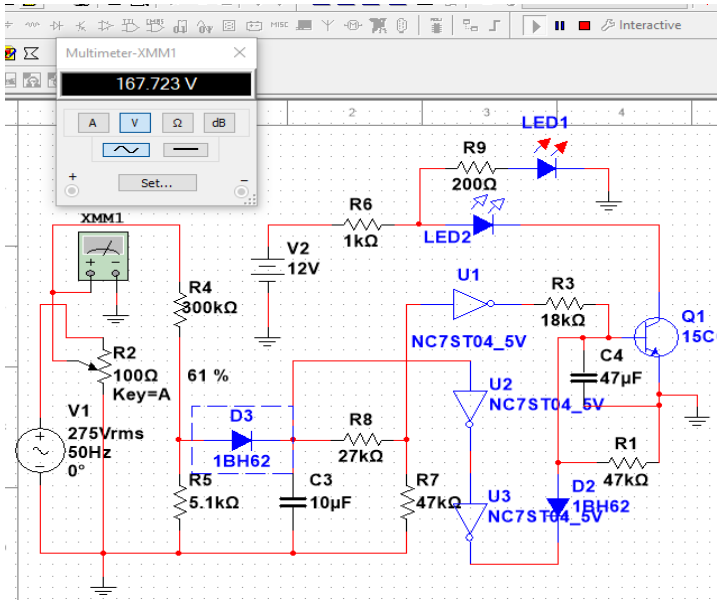 MISC
Interactive
Multimeter-XMM1
167.723 V
A
V
Ω
dB
+
Set...
–
2
3
4
LED1
R9
200Ω
R6
1kΩ
LED2
XMM1
V2
12V
U1
R3
18kΩ
NC7ST04_5V
Q1
15C
R4
300kΩ
R2
100Ω
Key=A
61 %
C4
47µF
U2
NC7ST04_5V
V1
275Vrms
50Hz
0°
D3
1BH62
R8
27kΩ
R1
47kΩ
R5
5.1kΩ
C3
10µF
R7
47kΩ
U3
NC7ST04_5V
D2
1BH62